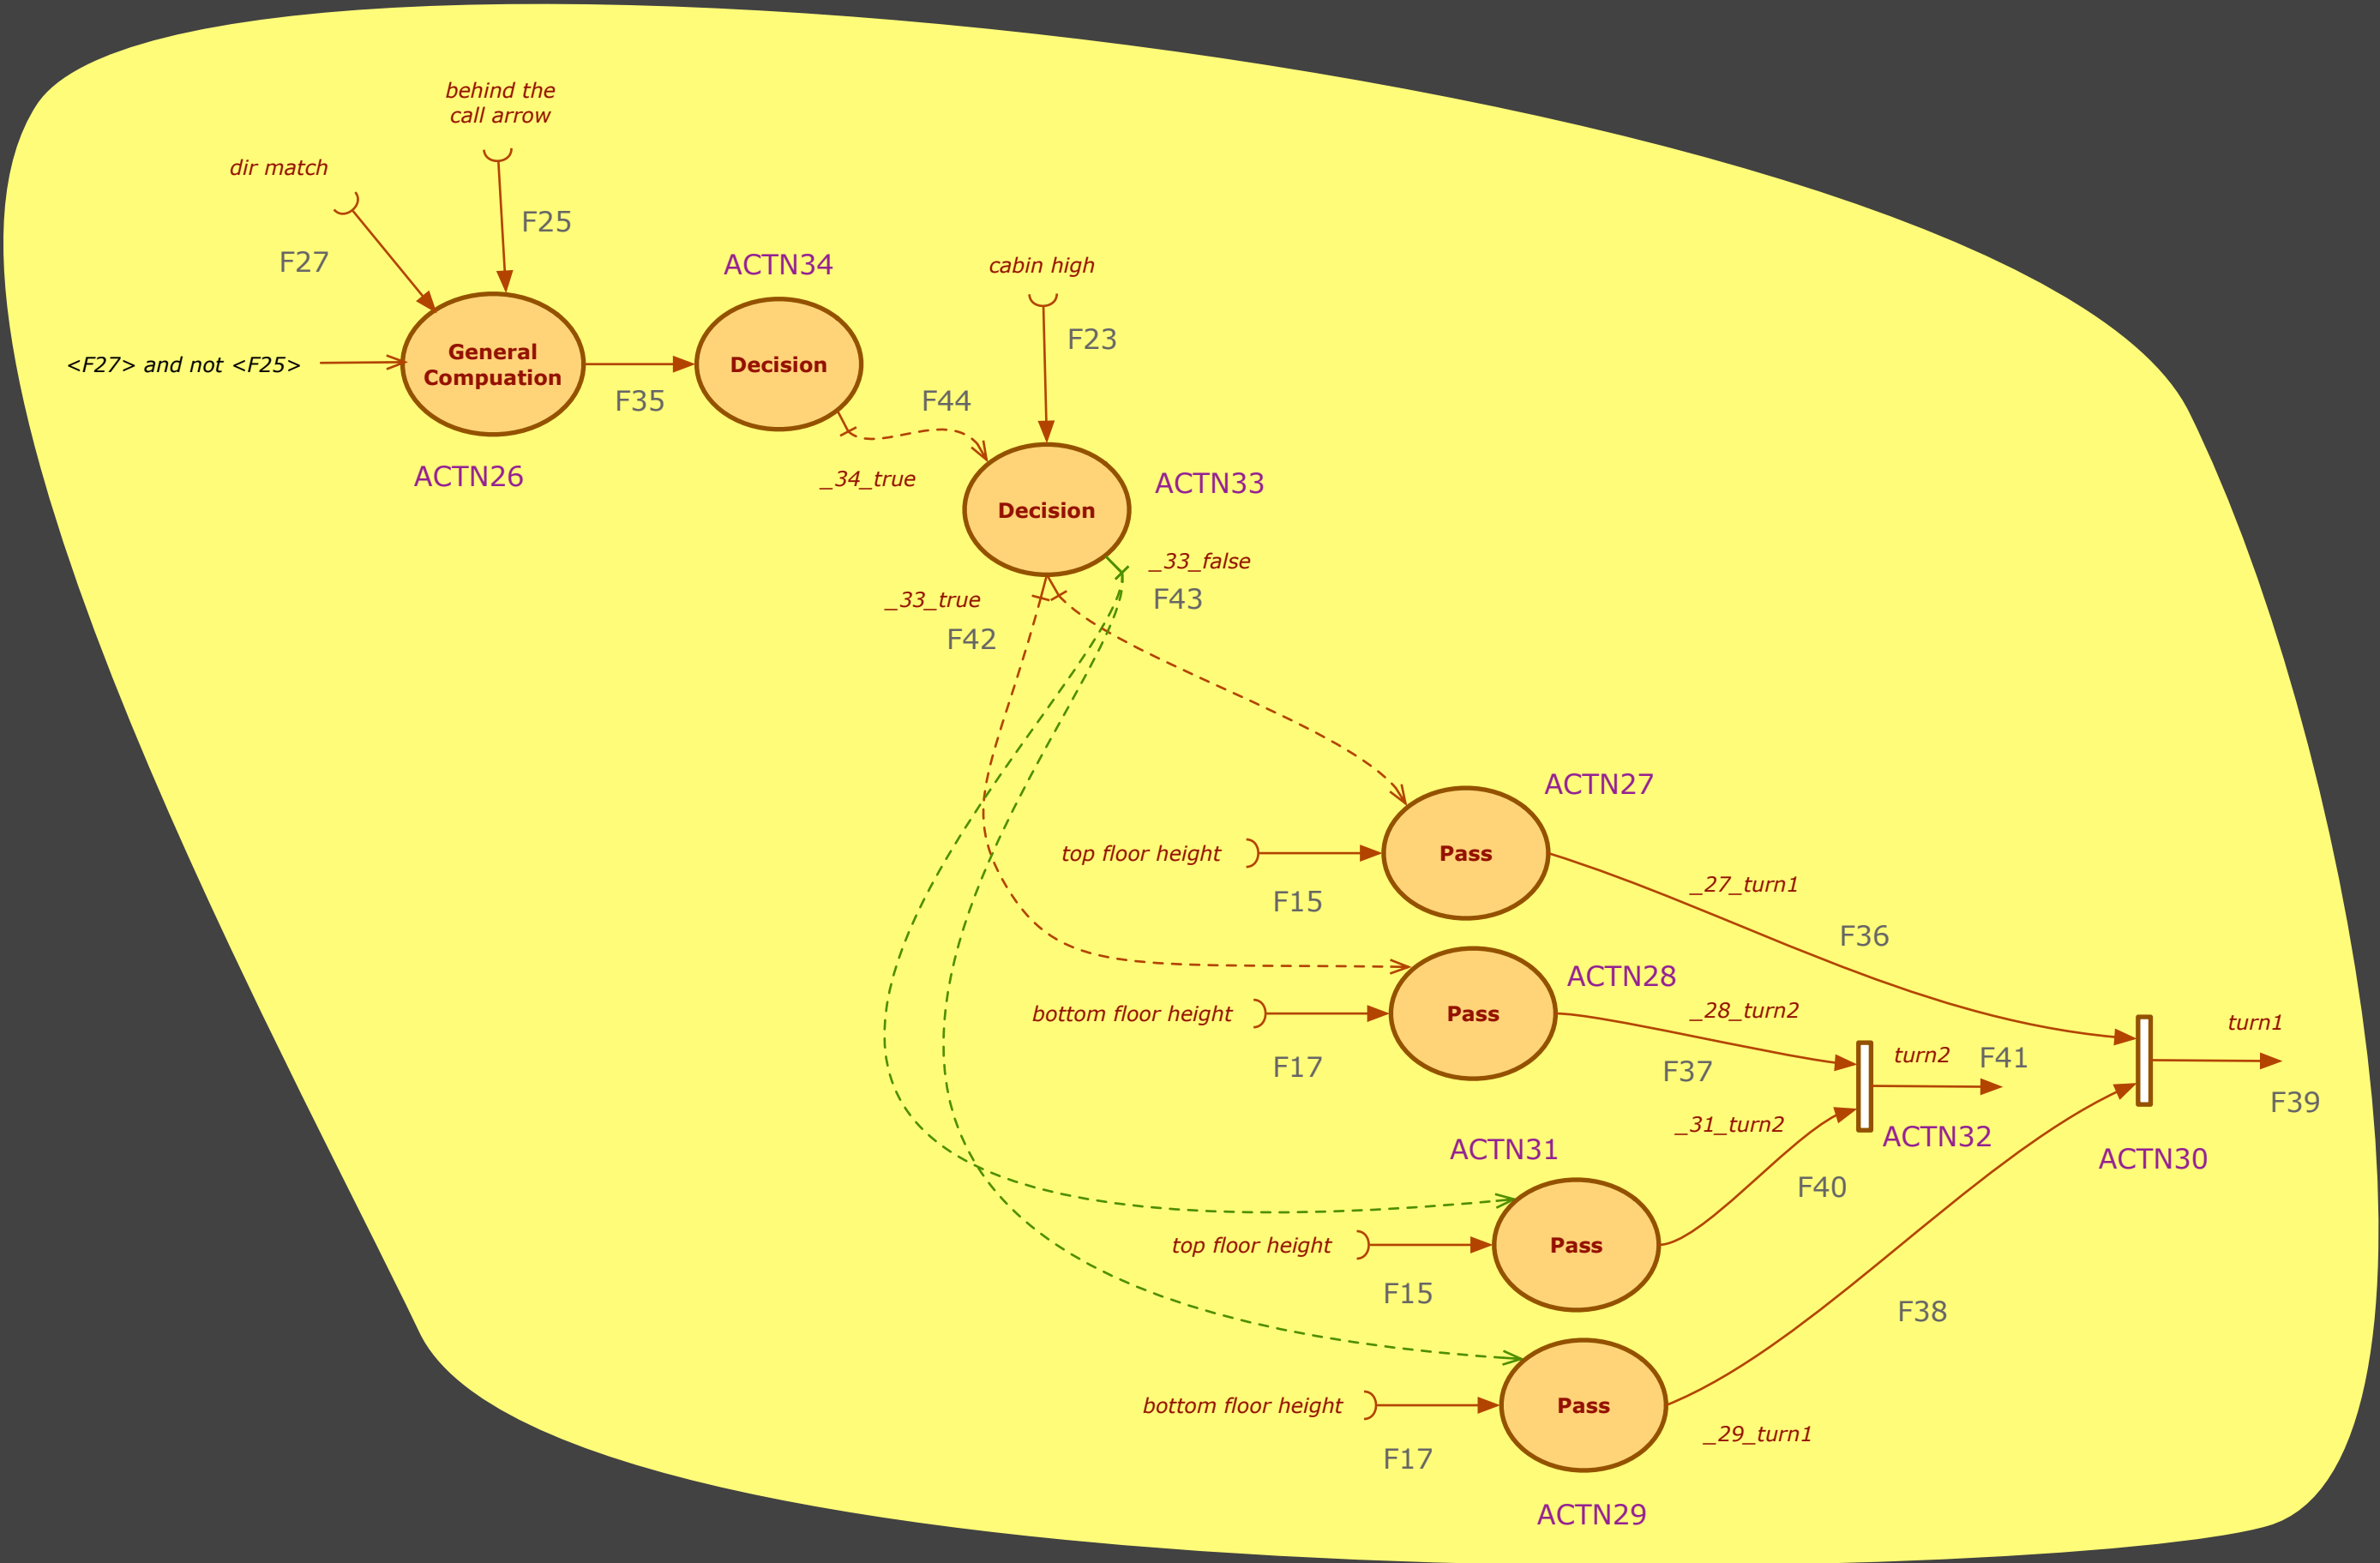 behind the
call arrow
dir match
F25
F27
ACTN34
cabin high
F23
<F27> and not <F25>
General
Compuation
Decision
F35
F44
ACTN26
_34_true
ACTN33
Decision
_33_false
_33_true
F43
F42
ACTN27
top floor height
Pass
_27_turn1
F15
F36
ACTN28
bottom floor height
Pass
_28_turn2
turn1
F17
F37
turn2
F41
F39
_31_turn2
ACTN32
ACTN31
ACTN30
F40
top floor height
Pass
F15
F38
bottom floor height
Pass
_29_turn1
F17
ACTN29